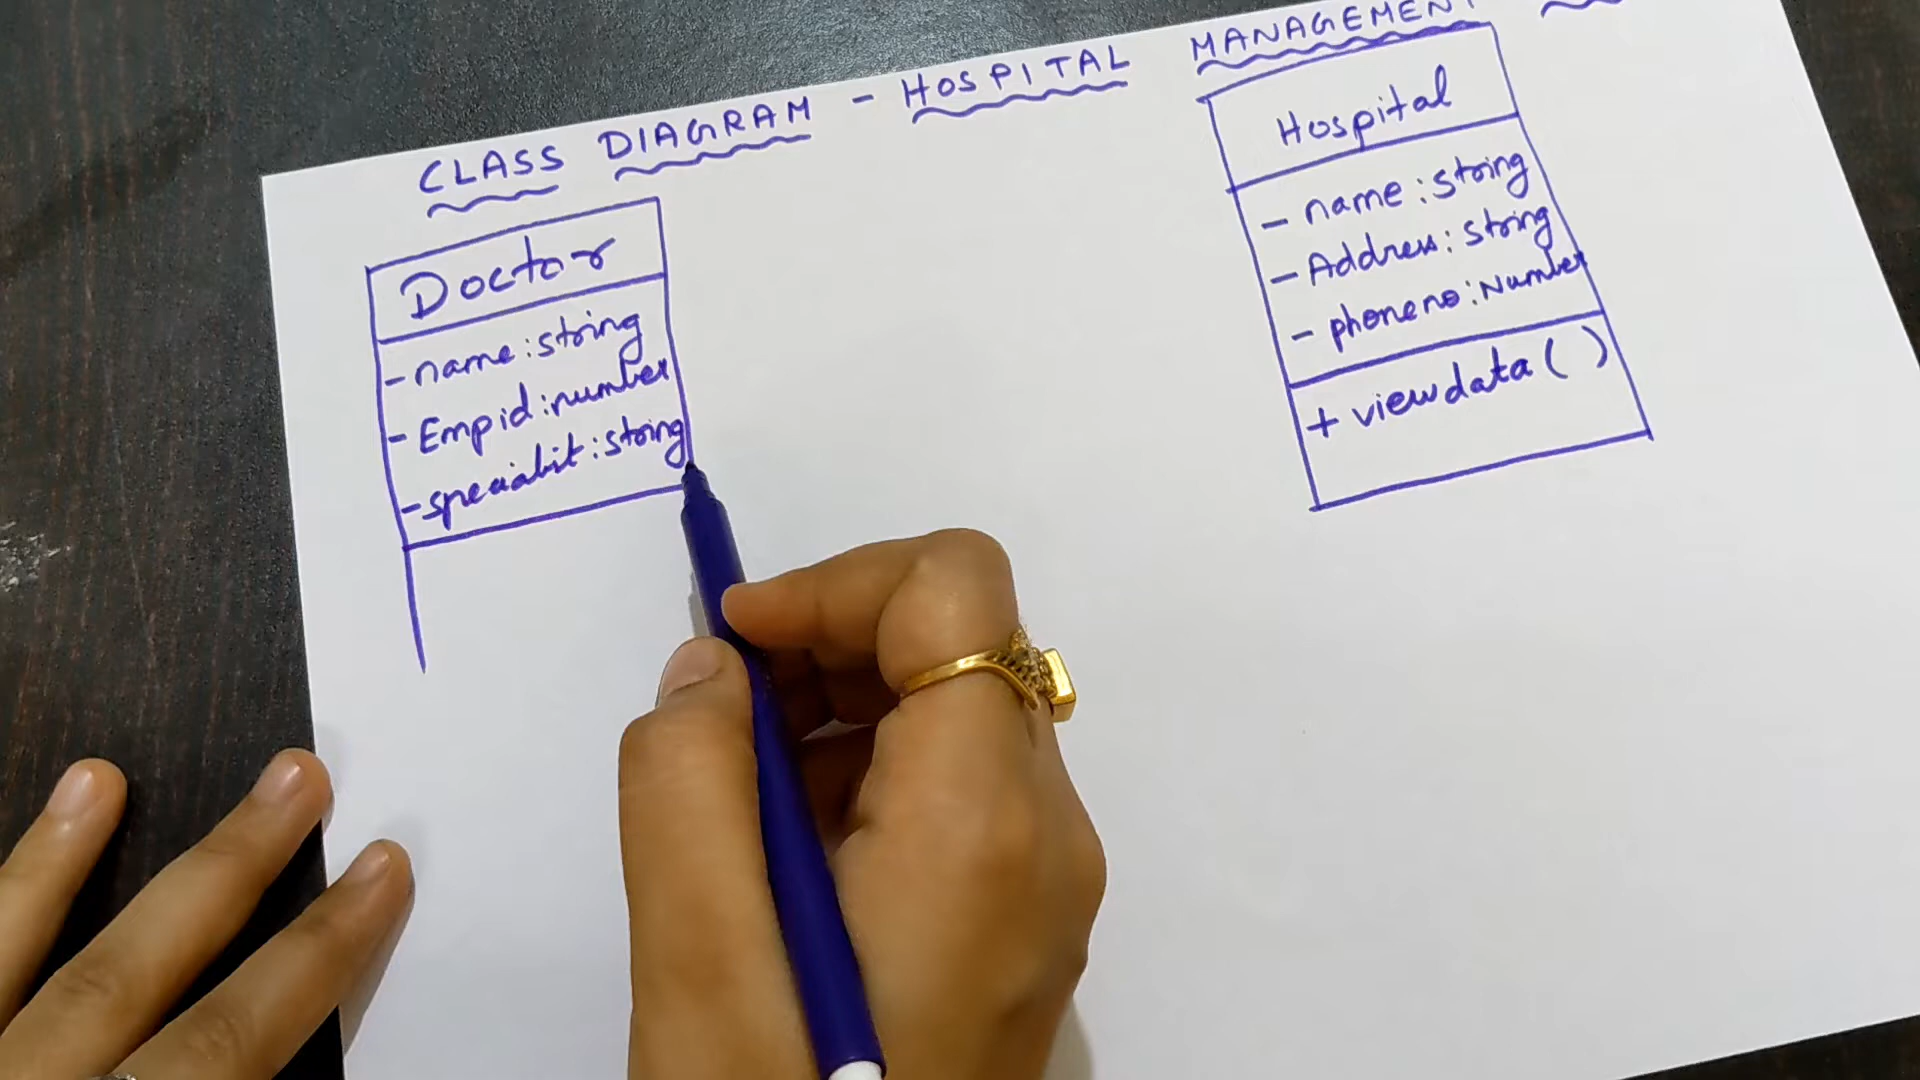 CLASS DIAGRAM - HOSPITAL MANAGEMENT
Doctor
- name : string
- Empid : number
- specialist : string
Hospital
- name : string
- Address : string
- phoneno : Number
+ viewdata ( )